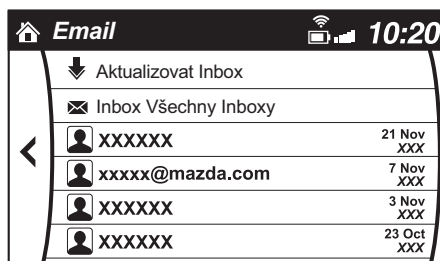 Email 10:20
Aktualizovat Inbox
Inbox Všechny Inboxy
XXXXXX 21 Nov
XXX
xxxxx@mazda.com 7 Nov
XXX
XXXXXX 3 Nov
XXX
XXXXXX 23 Oct
XXX